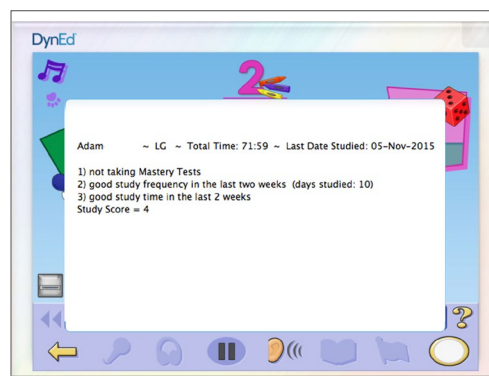 DynEd
2
Adam ~ LG ~ Total Time: 71:59 ~ Last Date Studied: 05-Nov-2015
1) not taking Mastery Tests
2) good study frequency in the last two weeks (days studied: 10)
3) good study time in the last 2 weeks
Study Score = 4
?